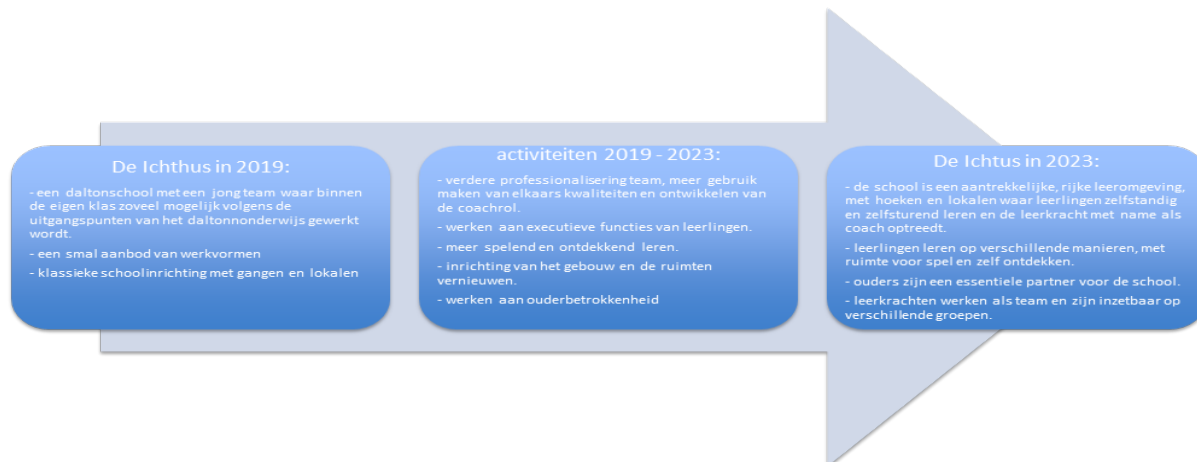 De Ichthus in 2019:
- een daltonschool met een jong team waar binnen
de eigen klas zoveel mogelijk volgens de
uitgangspunten van het daltonnonderwijs gewerkt
wordt.
- een smal aanbod van werkvormen
- klassieke schoolinrichting met gangen en lokalen
activiteiten 2019 - 2023:
- verdere professionalisering team, meer gebruik
maken van elkaars kwaliteiten en ontwikkelen van
de coachrol.
- werken aan executieve functies van leerlingen.
- meer spelend en ontdekkend leren.
- inrichting van het gebouw en de ruimten
vernieuwen.
- werken aan ouderbetrokkenheid
De Ichtus in 2023:
- de school is een aantrekkelijke, rijke leeromgeving,
met hoeken en lokalen waar leerlingen zelfstandig
en zelfsturend leren en de leerkracht met name als
coach optreedt.
- leerlingen leren op verschillende manieren, met
ruimte voor spel en zelf ontdekken.
- ouders zijn een essentiele partner voor de school.
- leerkrachten werken als team en zijn inzetbaar op
verschillende groepen.